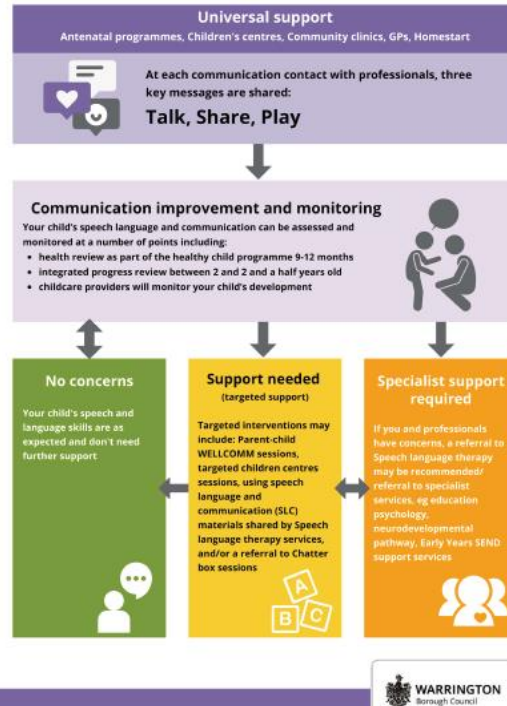 Universal support
Antenatal programmes, Children's centres, Community clinics, GPs, Homestart
At each communication contact with professionals, three
key messages are shared:
Talk, Share, Play
Communication improvement and monitoring
Your child's speech language and communication can be assessed and
monitored at a number of points including:
• health review as part of the healthy child programme 9-12 months
• integrated progress review between 2 and 2 and a half years old
• childcare providers will monitor your child's development
No concerns
Your child's speech and
language skills are as
expected and don't need
further support
Support needed
(targeted support)
Targeted interventions may
include: Parent-child
WELLCOMM sessions,
targeted children centres
sessions, using speech
language and
communication (SLC)
materials shared by Speech
language therapy services,
and/or a referral to Chatter
box sessions
A
B
C
Specialist support
required
If you and professionals
have concerns, a referral to
Speech language therapy
may be recommended/
referral to specialist
services, eg education
psychology,
neurodevelopmental
pathway, Early Years SEND
support services
WARRINGTON
Borough Council